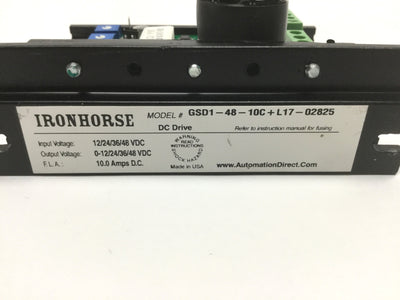 IRONHORSE MODEL # GSD1-48-10C+L17-02825
DC Drive Refer to instruction manual for fusing
Input Voltage: 12/24/36/48 VDC
Output Voltage: 0-12/24/36/48 VDC
F.L.A.: 10.0 Amps D.C.
WARNING
READ
INSTRUCTIONS
SHOCK HAZARD
Made in USA
www.AutomationDirect.com